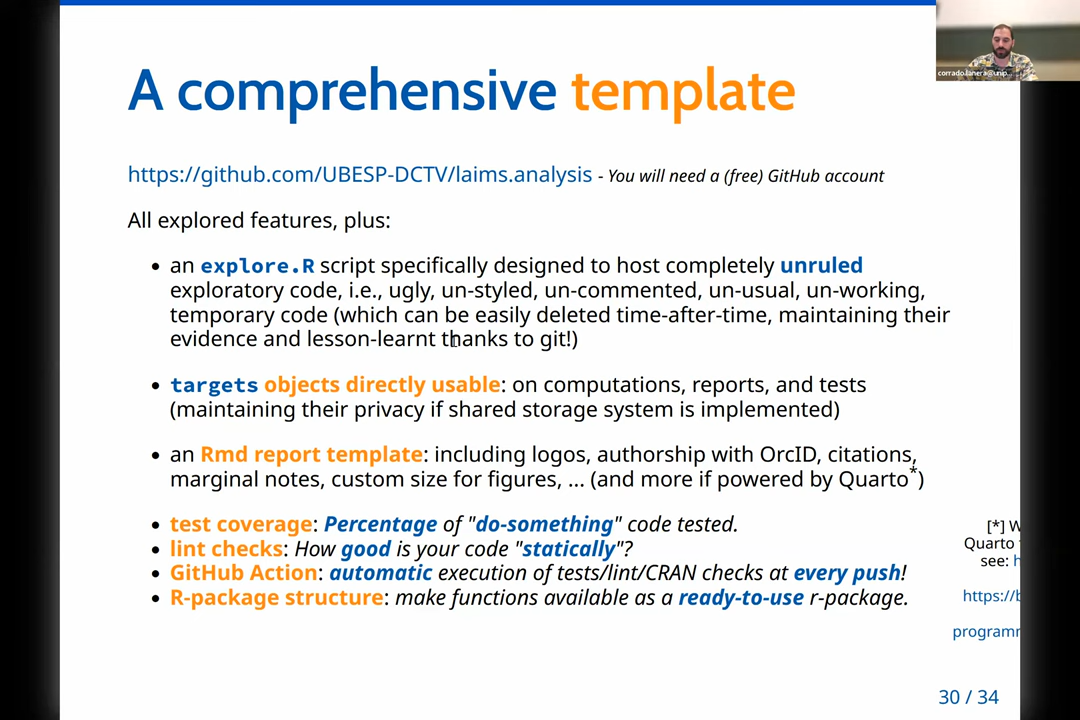 corrado.lanera@unip...
A comprehensive template
https://github.com/UBESP-DCTV/laims.analysis - You will need a (free) GitHub account
All explored features, plus:
• an explore.R script specifically designed to host completely unruled
exploratory code, i.e., ugly, un-styled, un-commented, un-usual, un-working,
temporary code (which can be easily deleted time-after-time, maintaining their
evidence and lesson-learnt thanks to git!)
• targets objects directly usable: on computations, reports, and tests
(maintaining their privacy if shared storage system is implemented)
• an Rmd report template: including logos, authorship with OrcID, citations,
marginal notes, custom size for figures, ... (and more if powered by Quarto*)
• test coverage: Percentage of "do-something" code tested.
• lint checks: How good is your code "statically"?
• GitHub Action: automatic execution of tests/lint/CRAN checks at every push!
• R-package structure: make functions available as a ready-to-use r-package.
[*] W
Quarto
see: h
https://b
programm
30 / 34